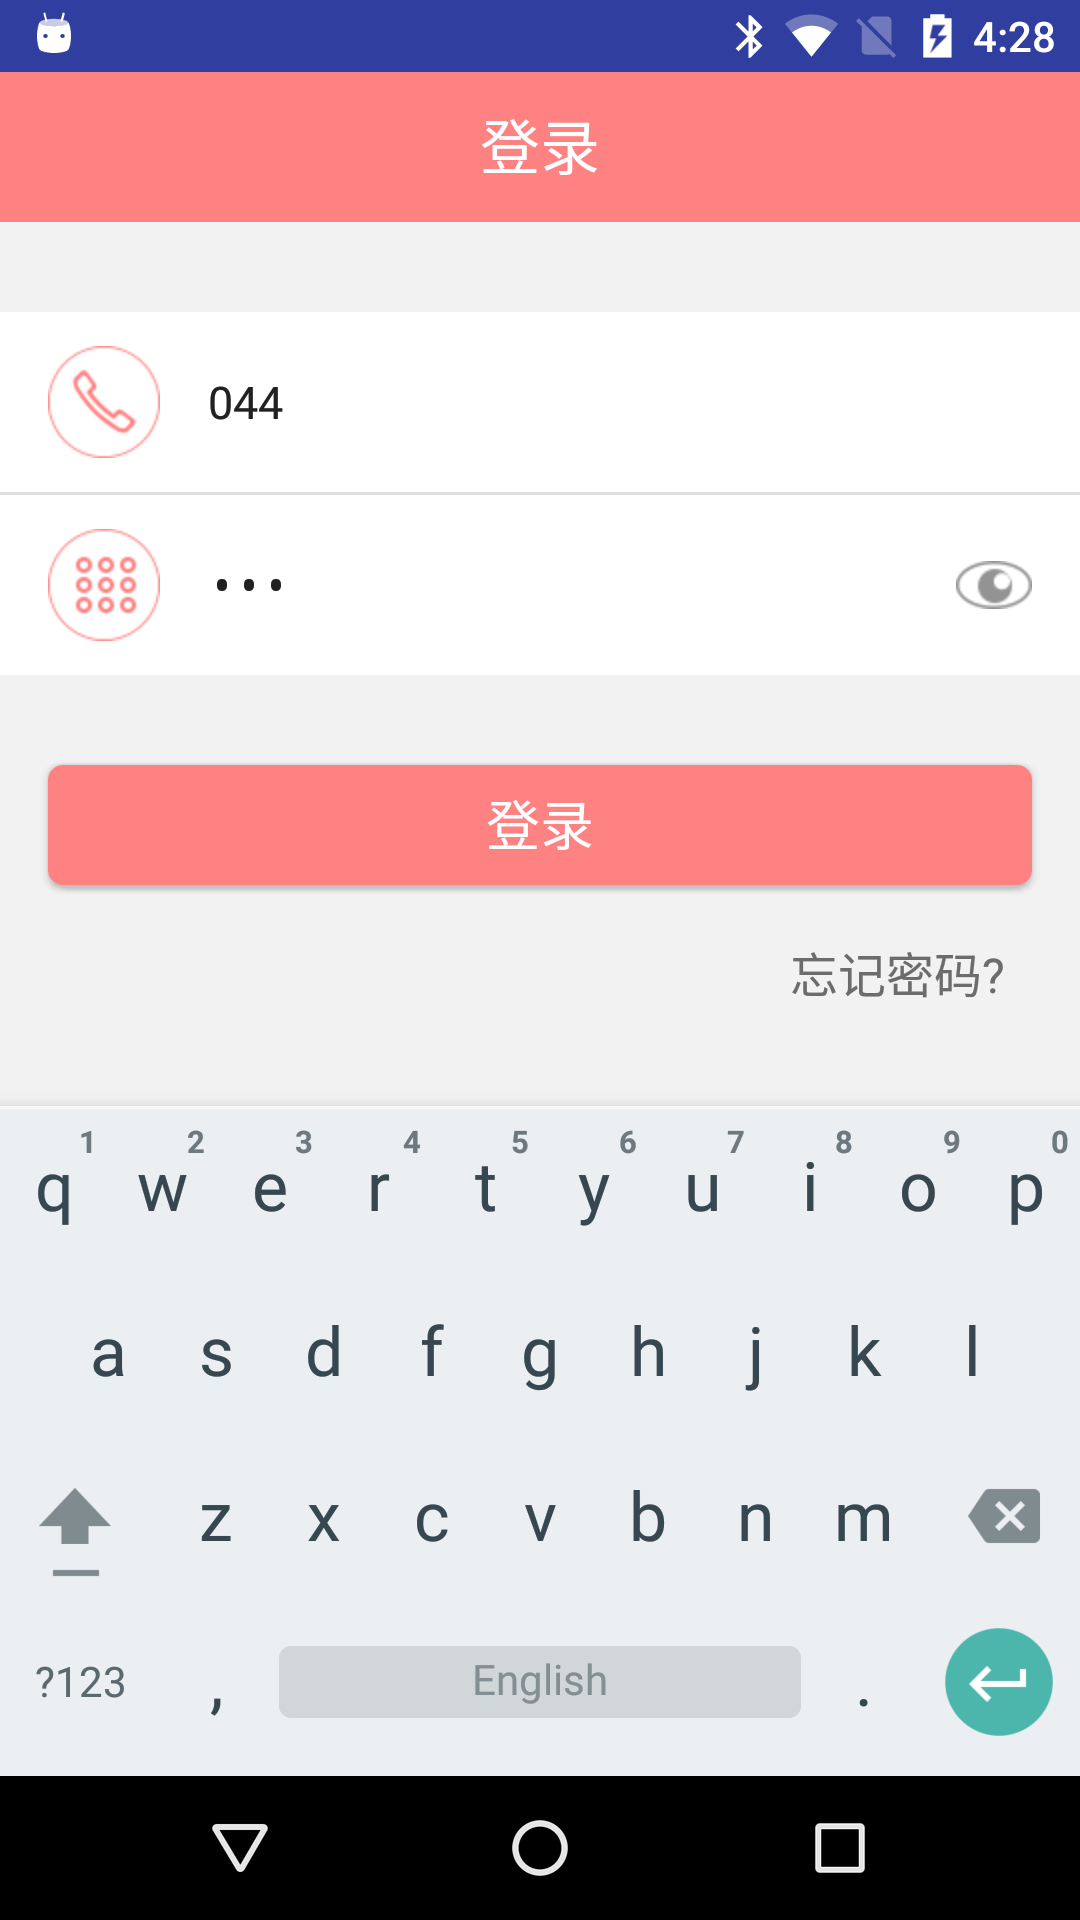 4:28
登录
044
•••
登录
忘记密码?
1 2 3 4 5 6 7 8 9 0
q w e r t y u i o p
a s d f g h j k l
z x c v b n m
?123 , English .